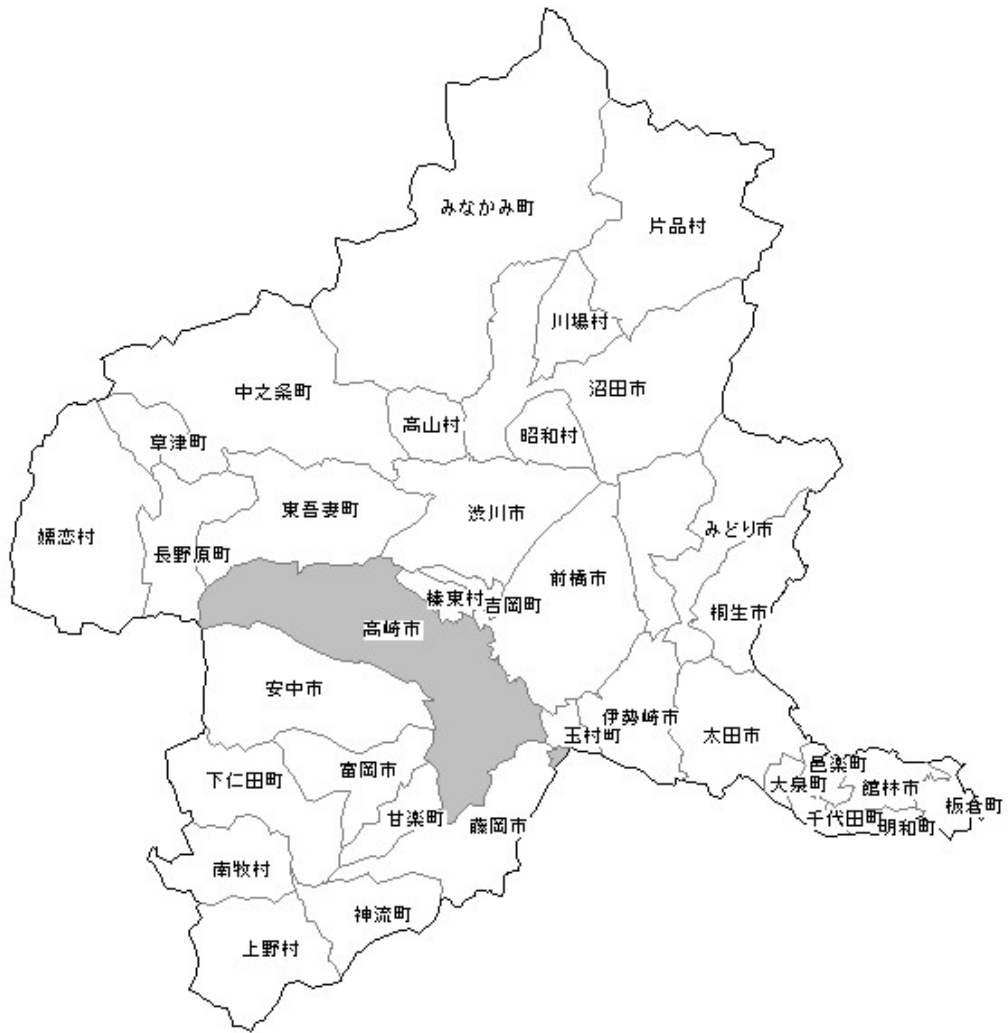 みなかみ町
片品村
川場村
中之条町
沼田市
高山村
昭和村
草津町
東吾妻町
渋川市
みどり市
嬬恋村
長野原町
前橋市
榛東村
吉岡町
桐生市
高崎市
安中市
伊勢崎市
玉村町
太田市
下仁田町
富岡市
邑楽町
大泉町
館林市
板倉町
甘楽町
藤岡市
千代田町
明和町
南牧村
神流町
上野村